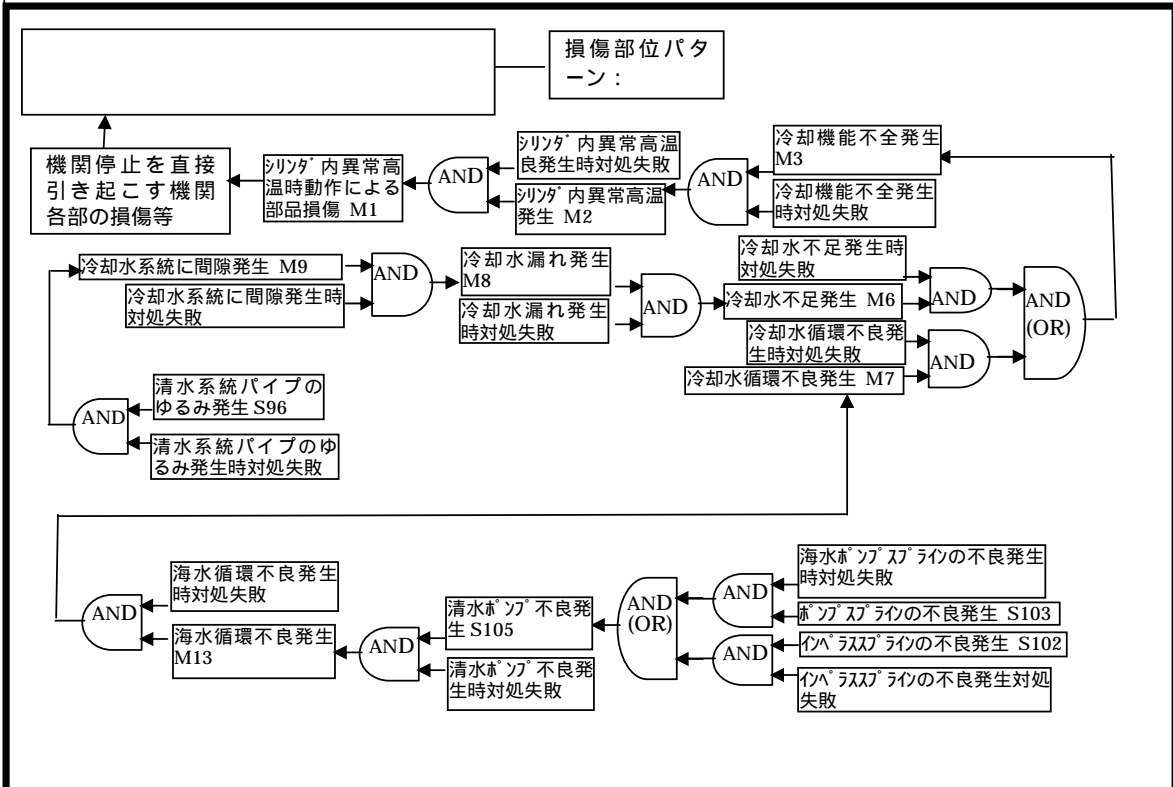 損傷部位パタ
ーン：
機関停止を直接
引き起こす機関
各部の損傷等
ｼﾘﾝﾀﾞ内異常高
温時動作による
部品損傷 M1
AND
ｼﾘﾝﾀﾞ内異常高温
良発生時対処失敗
ｼﾘﾝﾀﾞ内異常高温
発生 M2
AND
冷却機能不全発生
M3
冷却機能不全発生
時対処失敗
冷却水系統に間隙発生 M9
冷却水系統に間隙発生時
対処失敗
AND
冷却水漏れ発生
M8
冷却水漏れ発生
時対処失敗
AND
冷却水不足発生時
対処失敗
冷却水不足発生 M6
冷却水循環不良発
生時対処失敗
冷却水循環不良発生 M7
AND
AND
AND
(OR)
AND
清水系統パイプの
ゆるみ発生 S96
清水系統パイプのゆ
るみ発生時対処失敗
AND
海水循環不良発生
時対処失敗
海水循環不良発生
M13
AND
清水ﾎﾟﾝﾌﾟ不良発
生 S105
清水ﾎﾟﾝﾌﾟ不良発
生時対処失敗
AND
(OR)
AND
AND
海水ﾎﾟﾝﾌﾟｽﾌﾟﾗｲﾝの不良発生
時対処失敗
ﾎﾟﾝﾌﾟｽﾌﾟﾗｲﾝの不良発生 S103
ｲﾝﾍﾟﾗｽｽﾌﾟﾗｲﾝの不良発生 S102
ｲﾝﾍﾟﾗｽｽﾌﾟﾗｲﾝの不良発生対処
失敗